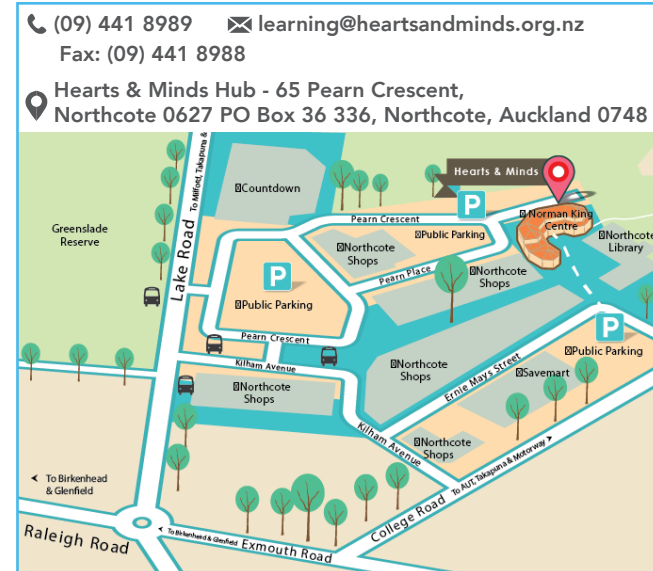 (09) 441 8989 learning@heartsandminds.org.nz
Fax: (09) 441 8988
Hearts & Minds Hub - 65 Pearn Crescent,
Northcote 0627 PO Box 36 336, Northcote, Auckland 0748
To Milford, Takapuna &
Countdown
Hearts & Minds
P
Norman King
Centre
Greenslade
Reserve
Lake Road
Pearn Crescent
Public Parking
Northcote
Shops
Northcote
Library
Pearn Place
Northcote
Shops
P
Public Parking
Pearn Crescent
P
Public Parking
Kilham Avenue
Northcote
Shops
Northcote
Shops
Ernie Mays Street
Savemart
Kilham Avenue
Northcote
Shops
To Birkenhead
& Glenfield
College Road To AUT, Takapuna & Motorway
Raleigh Road
To Birkenhead & Glenfield Exmouth Road